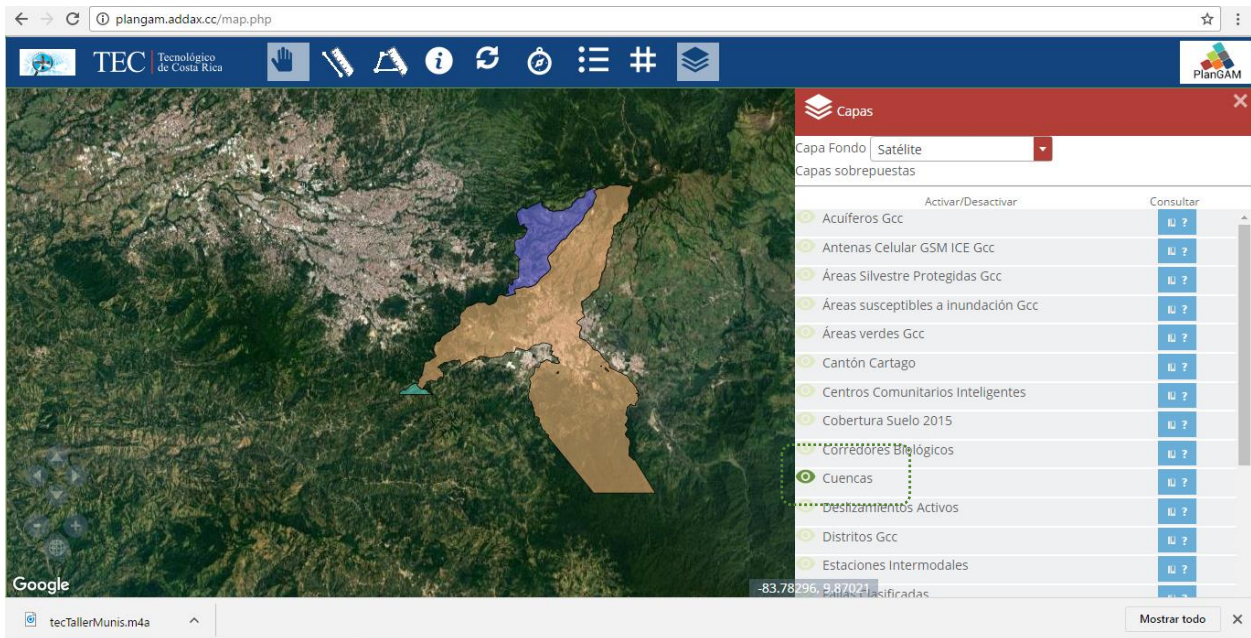 plangam.addax.cc/map.php
TEC Tecnológico
de Costa Rica
PlanGAM
Capas
Capa Fondo Satélite
Capas sobrepuestas
Activar/Desactivar Consultar
Acuíferos Gcc
Antenas Celular GSM ICE Gcc
Áreas Silvestre Protegidas Gcc
Áreas susceptibles a inundación Gcc
Áreas verdes Gcc
Cantón Cartago
Centros Comunitarios Inteligentes
Cobertura Suelo 2015
Corredores Biológicos
Cuencas
Deslizamientos Activos
Distritos Gcc
Estaciones Intermodales
Fallas Clasificadas
Google
-83.78296, 9.87021
tecTallerMunis.m4a
Mostrar todo